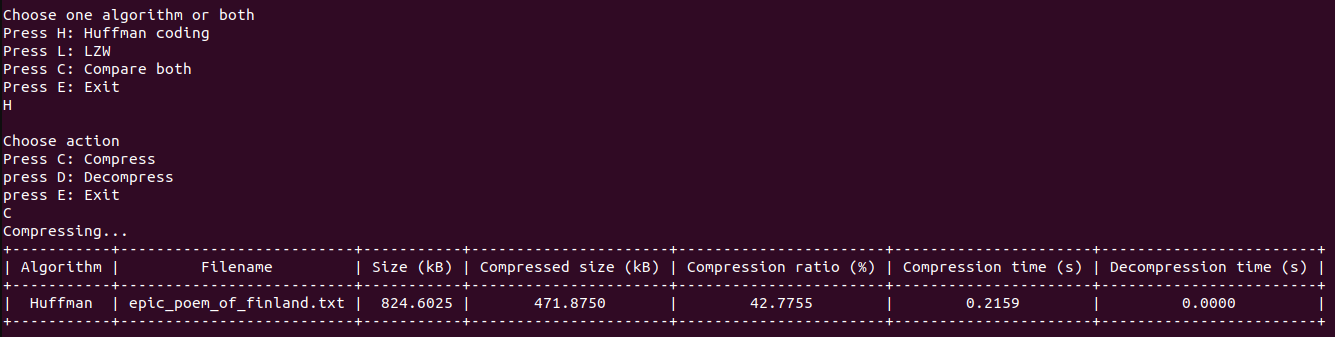 Choose one algorithm or both
Press H: Huffman coding
Press L: LZW
Press C: Compare both
Press E: Exit
H
Choose action
Press C: Compress
press D: Decompress
press E: Exit
C
Compressing...
+-----------+--------------------------+-----------+----------------------+-----------------------+----------------------+------------------------+
| Algorithm |         Filename         | Size (kB) | Compressed size (kB) | Compression ratio (%) | Compression time (s) | Decompression time (s) |
+-----------+--------------------------+-----------+----------------------+-----------------------+----------------------+------------------------+
|  Huffman  | epic_poem_of_finland.txt |  824.6025 |       471.8750       |        42.7755        |        0.2159        |         0.0000         |
+-----------+--------------------------+-----------+----------------------+-----------------------+----------------------+------------------------+